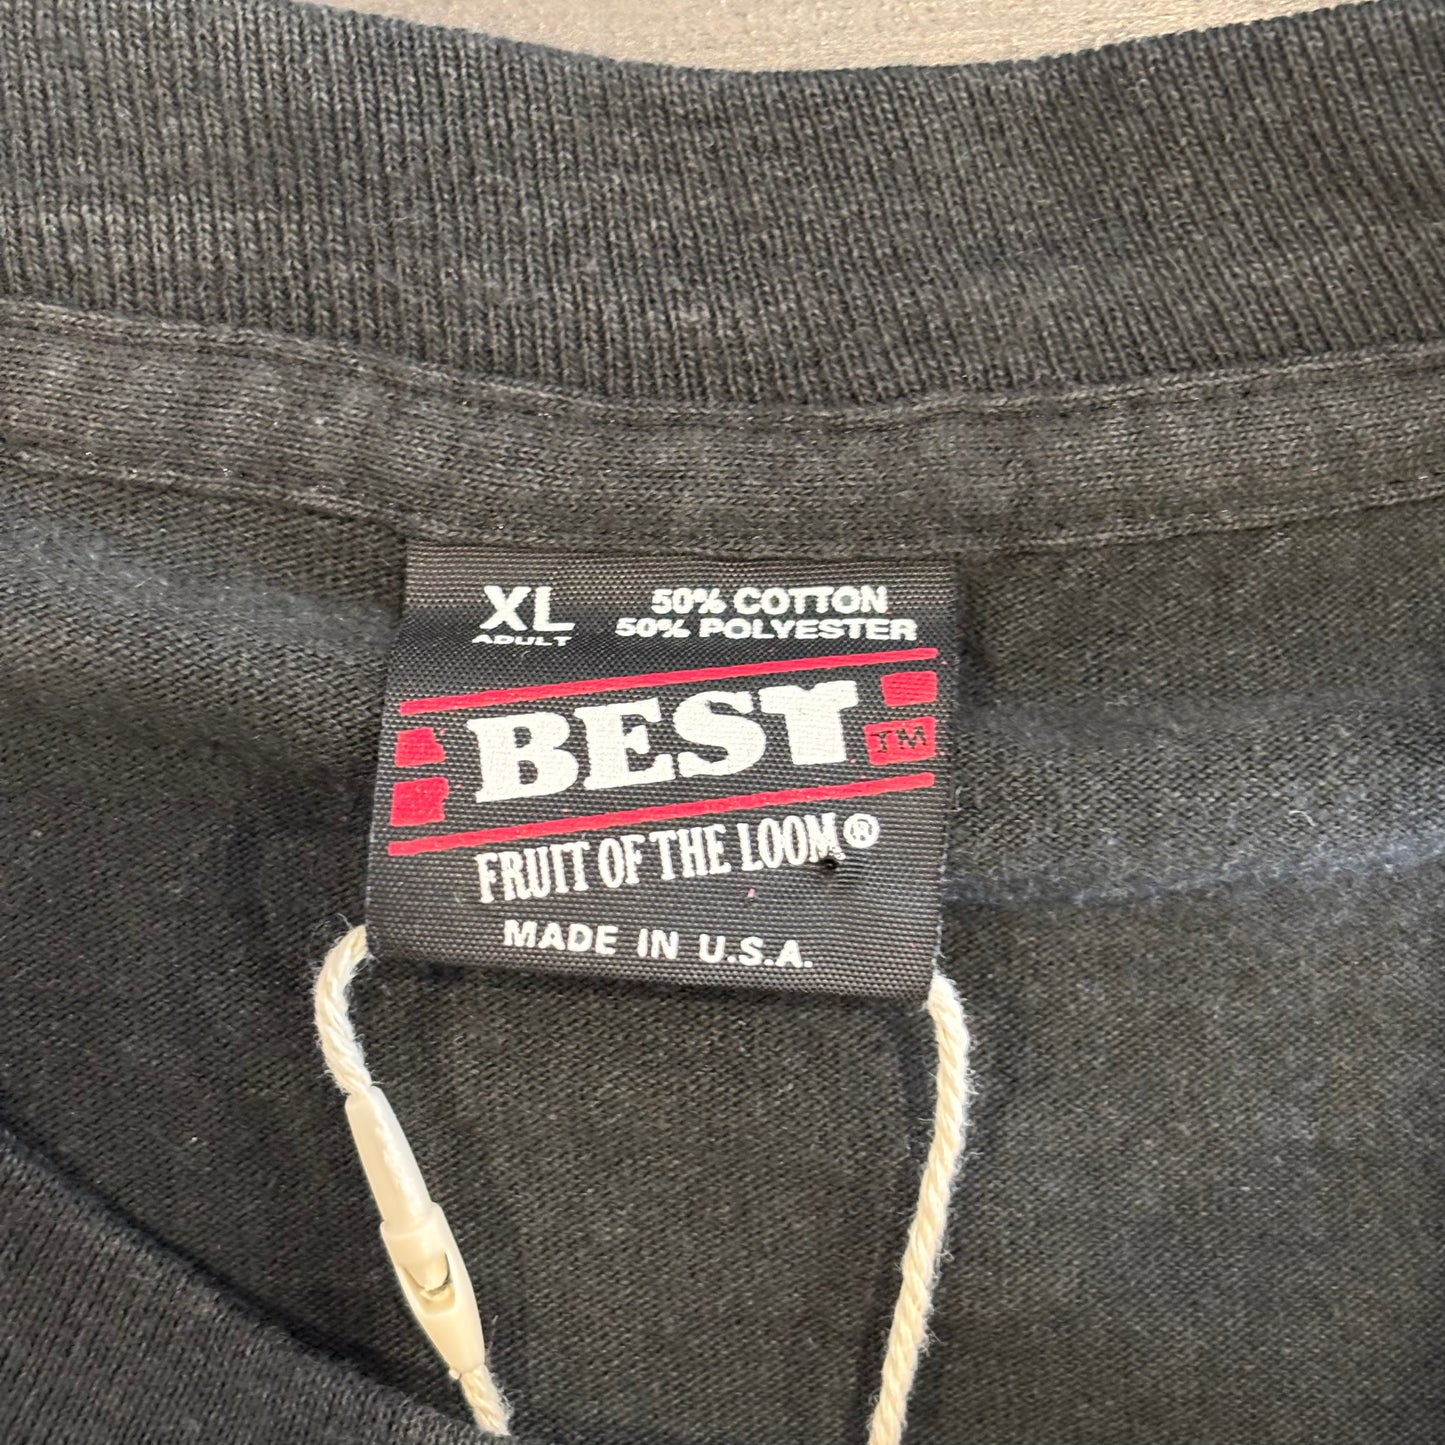 XL
ADULT
50% COTTON
50% POLYESTER
BEST
TM
FRUIT OF THE LOOM®
MADE IN U.S.A.